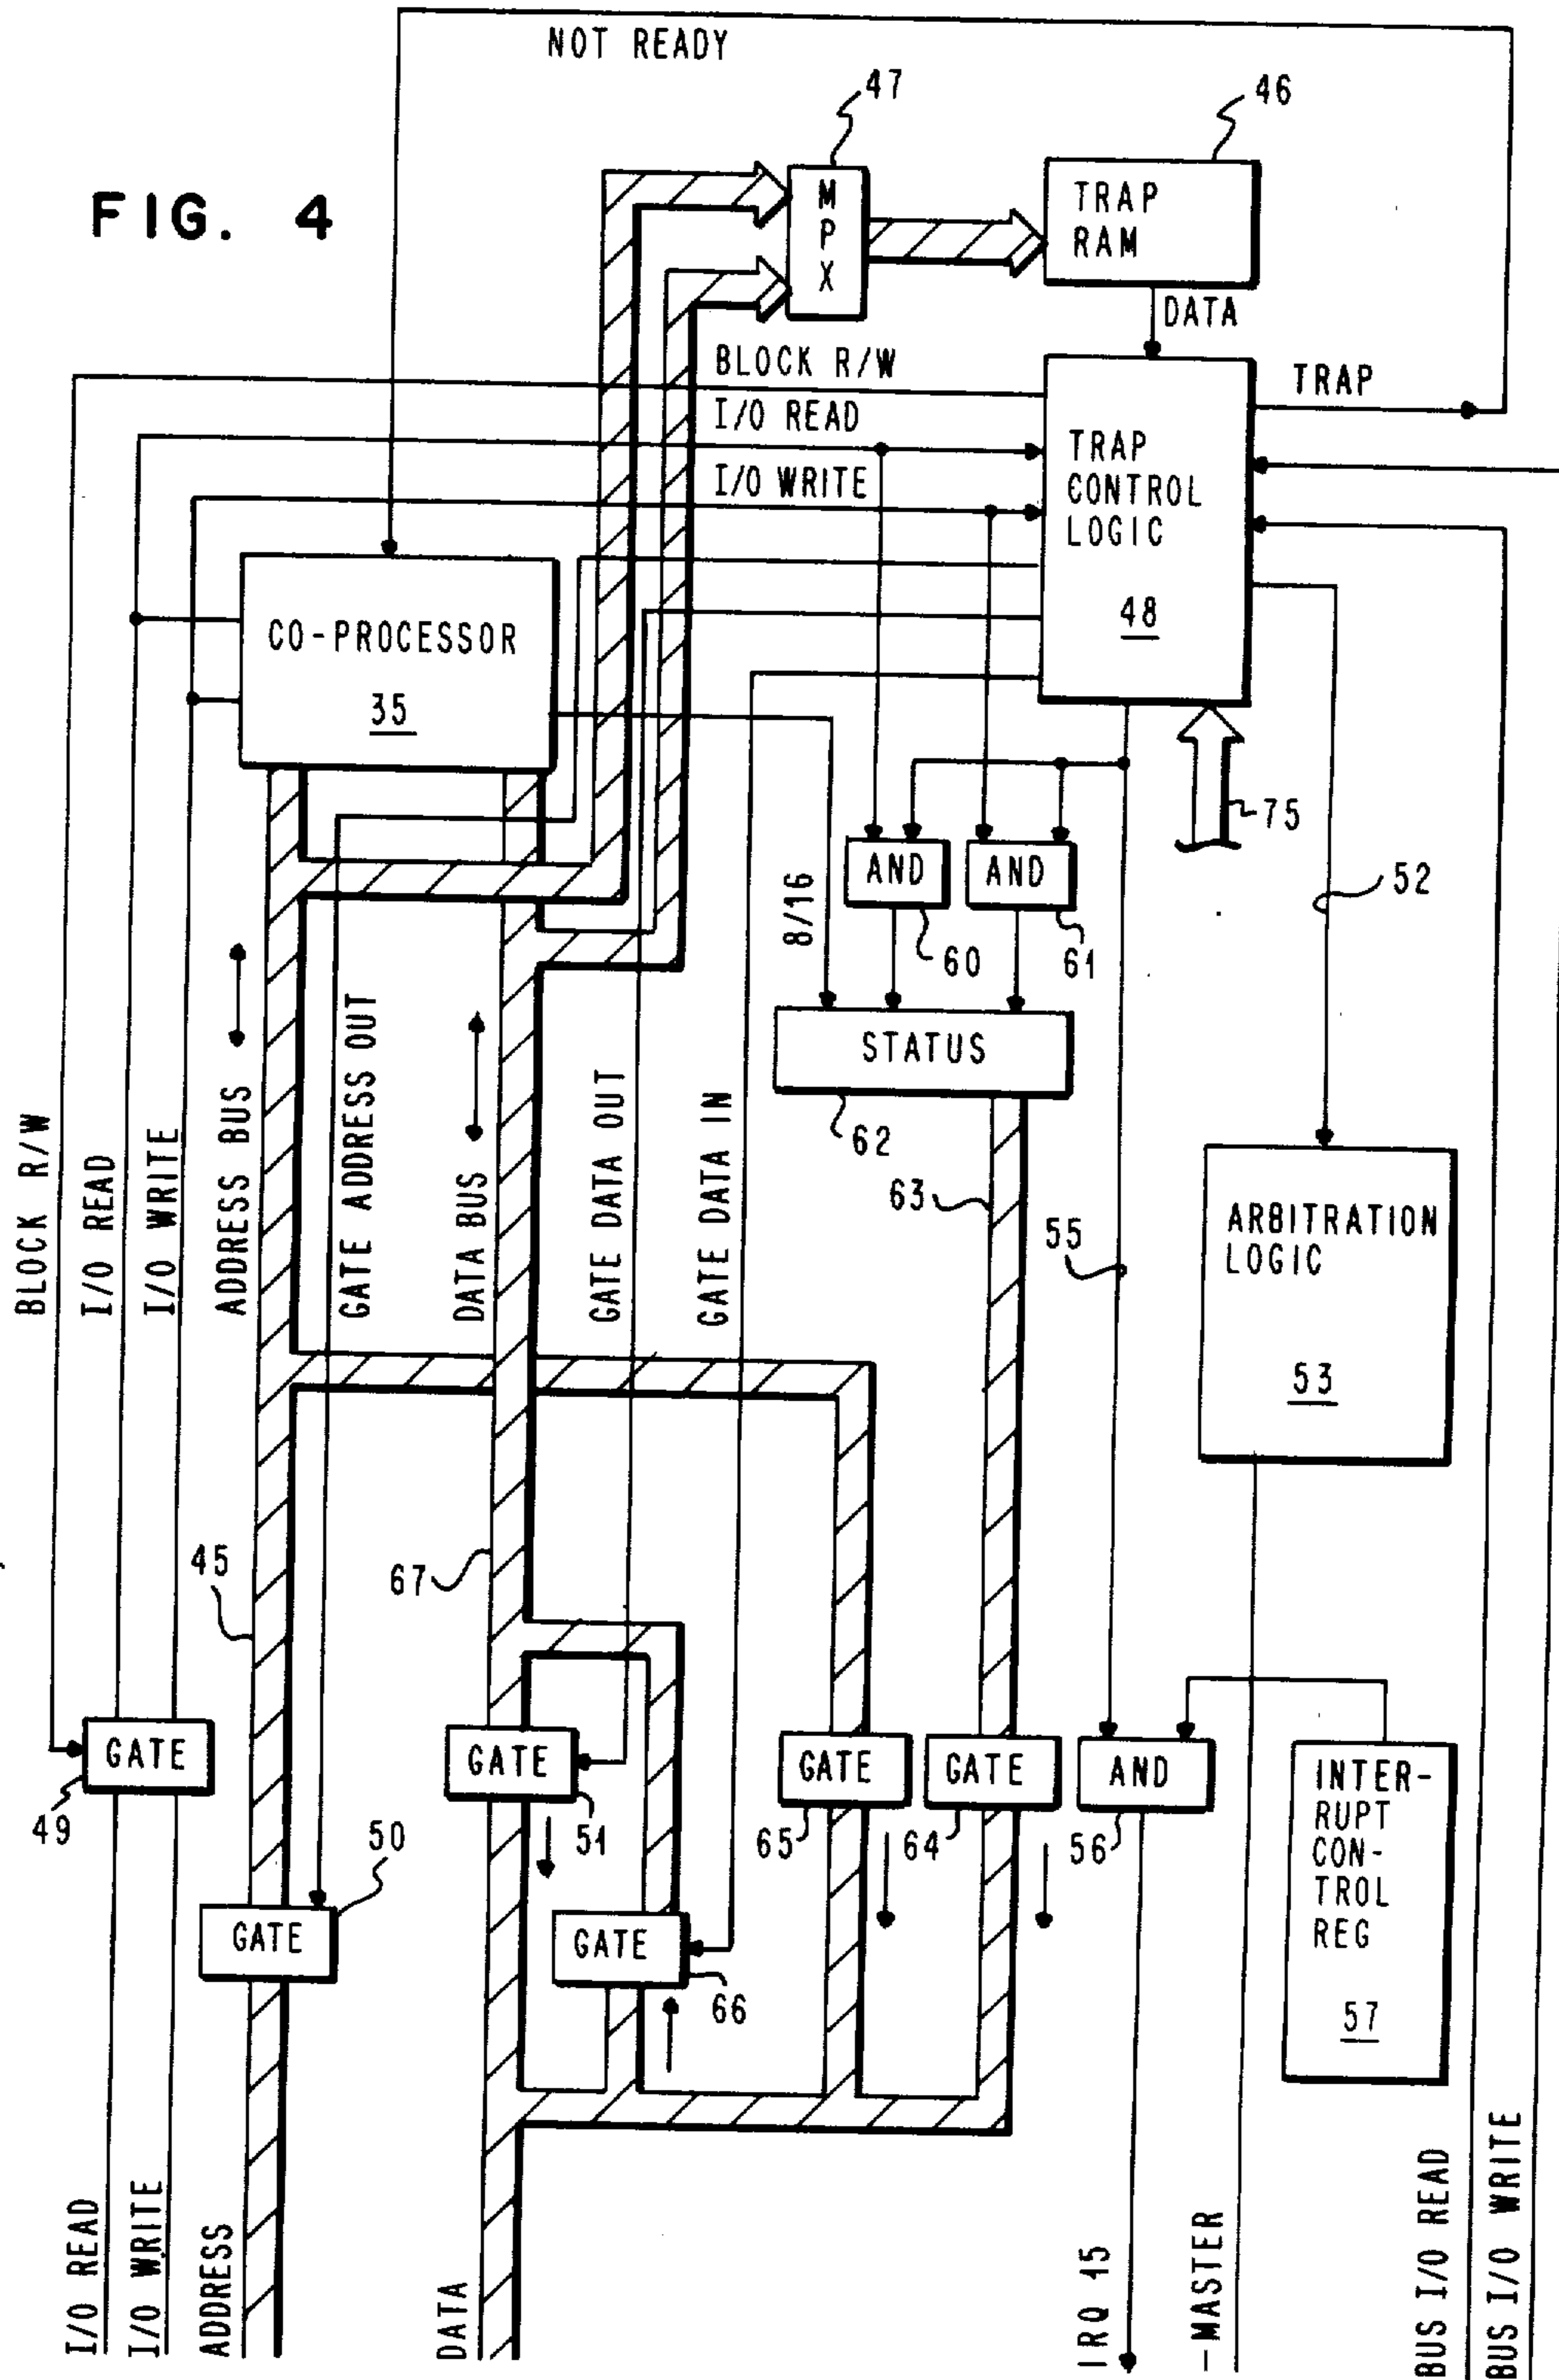 FIG. 4
NOT READY
47
46
M
P
X
TRAP
RAM
DATA
BLOCK R/W
I/O READ
I/O WRITE
TRAP
TRAP
CONTROL
LOGIC
48
CO-PROCESSOR
35
75
AND
AND
52
8/16
60
61
STATUS
62
BLOCK R/W
I/O READ
I/O WRITE
ADDRESS BUS
GATE ADDRESS OUT
DATA BUS
GATE DATA OUT
GATE DATA IN
63
55
ARBITRATION
LOGIC
53
45
67
GATE
49
GATE
51
GATE
65
GATE
64
AND
56
INTER-
RUPT
CON-
TROL
REG
57
50
GATE
GATE
66
I/O READ
I/O WRITE
ADDRESS
DATA
IRQ 15
-MASTER
BUS I/O READ
BUS I/O WRITE